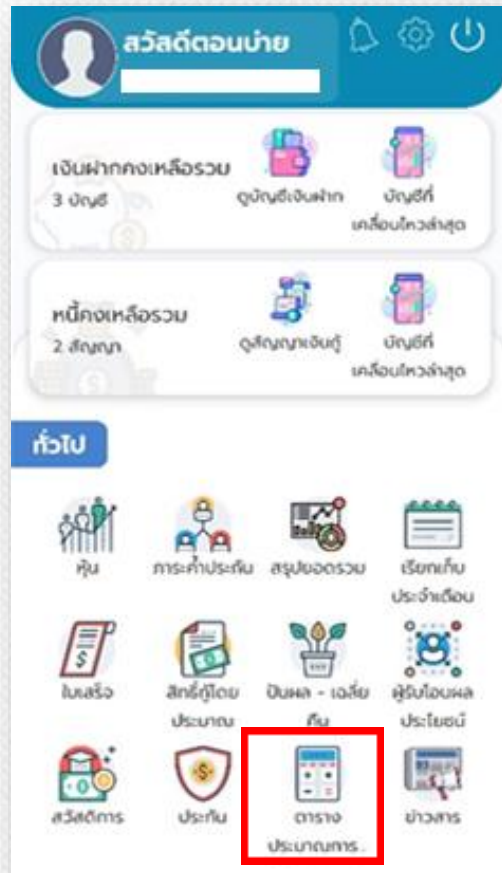 สวัสดีตอนบ่าย
เงินฝากคงเหลือรวม
3 บัญชี
ดูบัญชีเงินฝาก
บัญชีที่
เคลื่อนไหวล่าสุด
หนี้คงเหลือรวม
2 สัญญา
ดูสัญญาเงินกู้
บัญชีที่
เคลื่อนไหวล่าสุด
ทั่วไป
หุ้น
ภาระค้ำประกัน
สรุปยอดรวม
เรียกเก็บ
ประจำเดือน
ใบเสร็จ
สิทธิ์กู้โดย
ประมาณ
ปันผล - เฉลี่ย
คืน
ผู้รับโอนผล
ประโยชน์
สวัสดิการ
ประกัน
ตาราง
ประมาณการ..
ข่าวสาร